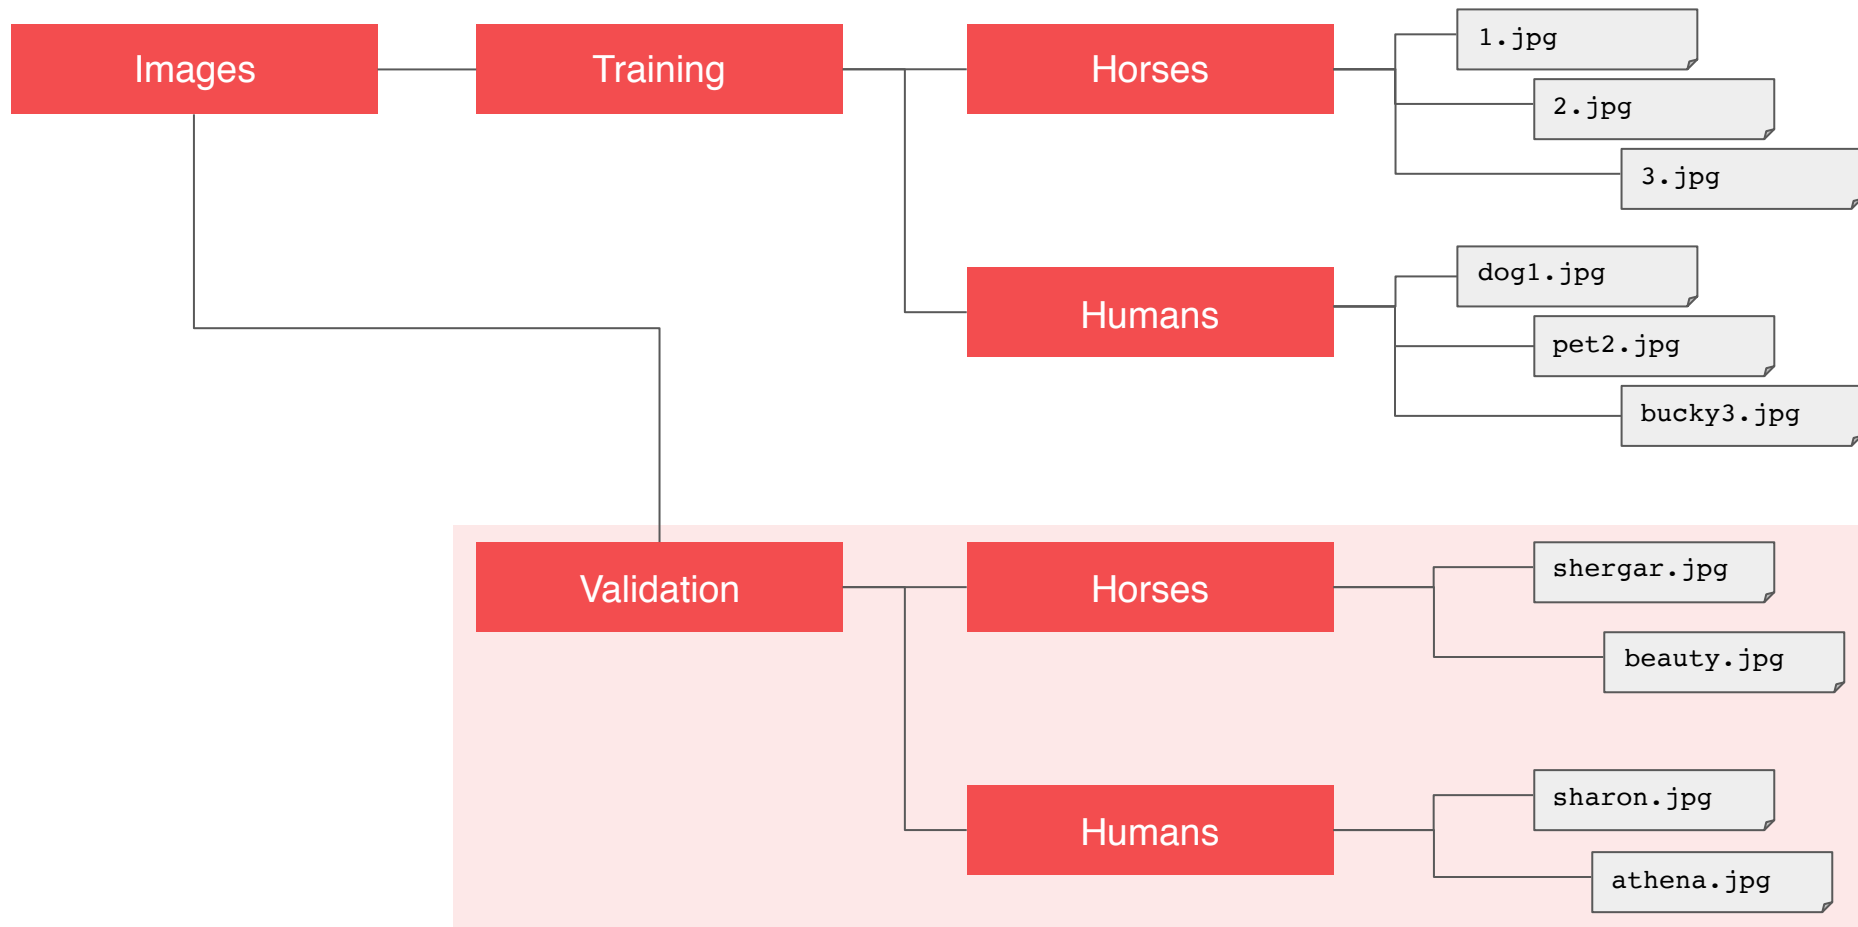 Images
Training
Horses
1.jpg
2.jpg
3.jpg
Humans
dog1.jpg
pet2.jpg
bucky3.jpg
Validation
Horses
shergar.jpg
beauty.jpg
Humans
sharon.jpg
athena.jpg